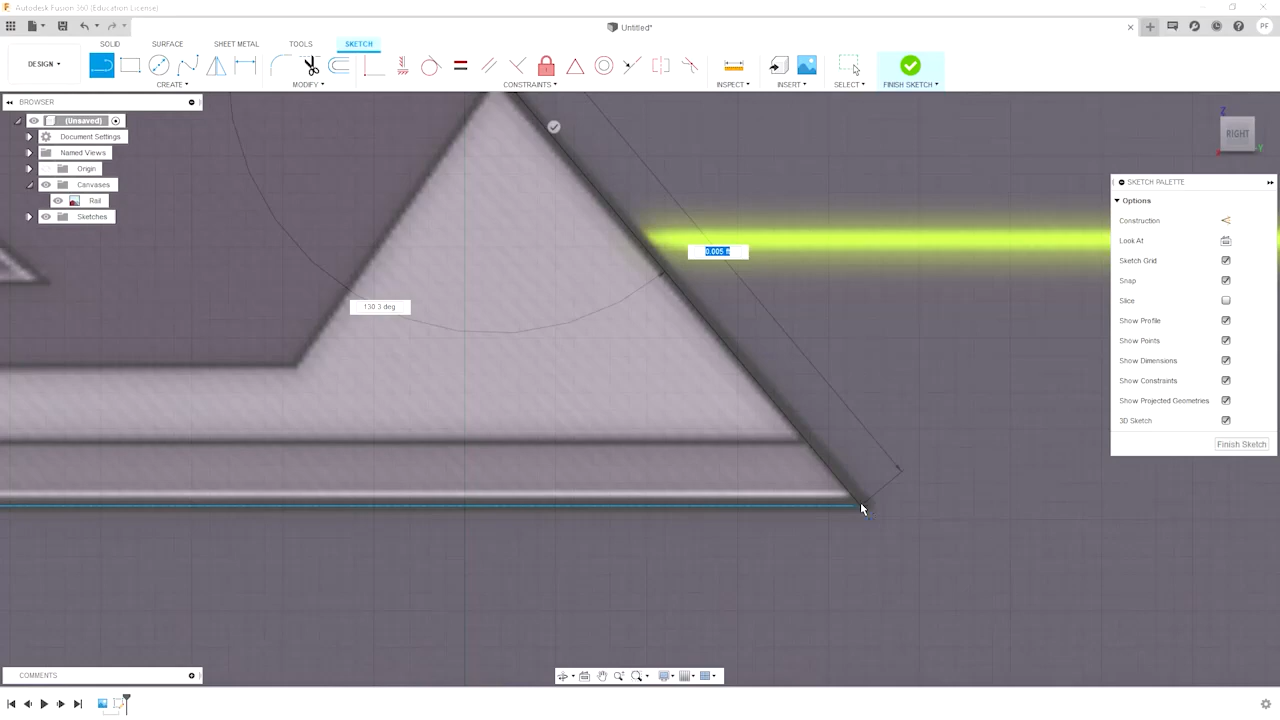 Autodesk Fusion 360 (Education License)
Untitled*
PF
DESIGN
SOLID SURFACE SHEET METAL TOOLS SKETCH
CREATE MODIFY CONSTRAINTS INSPECT INSERT SELECT FINISH SKETCH
BROWSER
(Unsaved)
Document Settings
Named Views
Origin
Canvases
Rail
Sketches
Z
RIGHT
Y
0.005 ft
130.3 deg
SKETCH PALETTE
Options
Construction
Look At
Sketch Grid
Snap
Slice
Show Profile
Show Points
Show Dimensions
Show Constraints
Show Projected Geometries
3D Sketch
Finish Sketch
COMMENTS